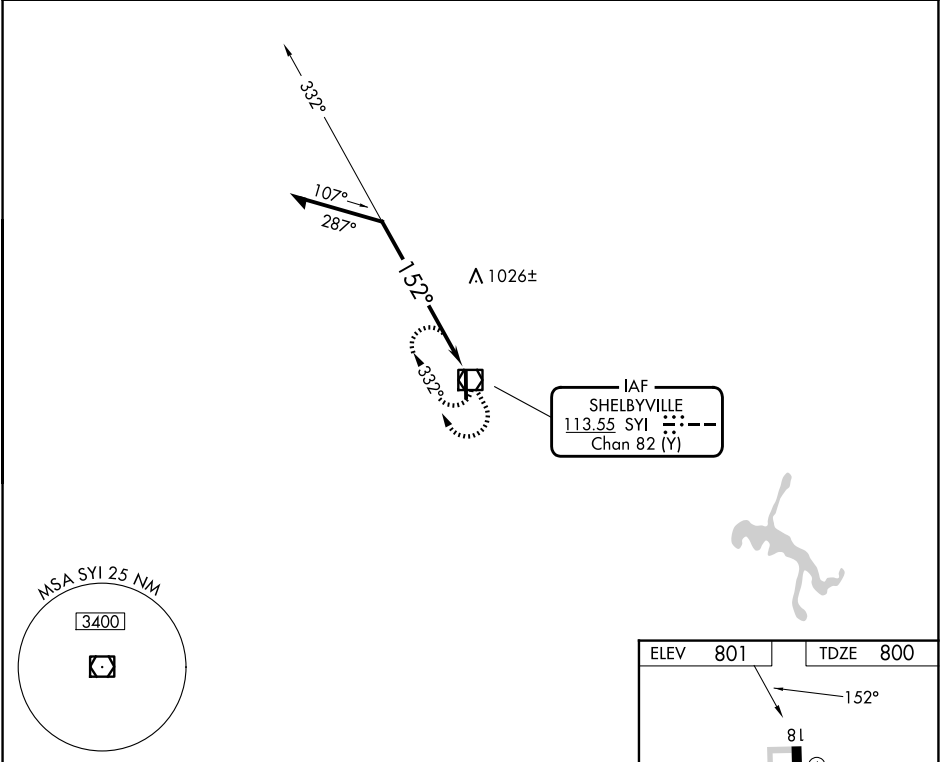 332°
107°
287°
152°
1026±
332°
IAF
SHELBYVILLE
113.55 SYI
Chan 82 (Y)
MSA SYI 25 NM
3400
ELEV 801
TDZE 800
152°
18